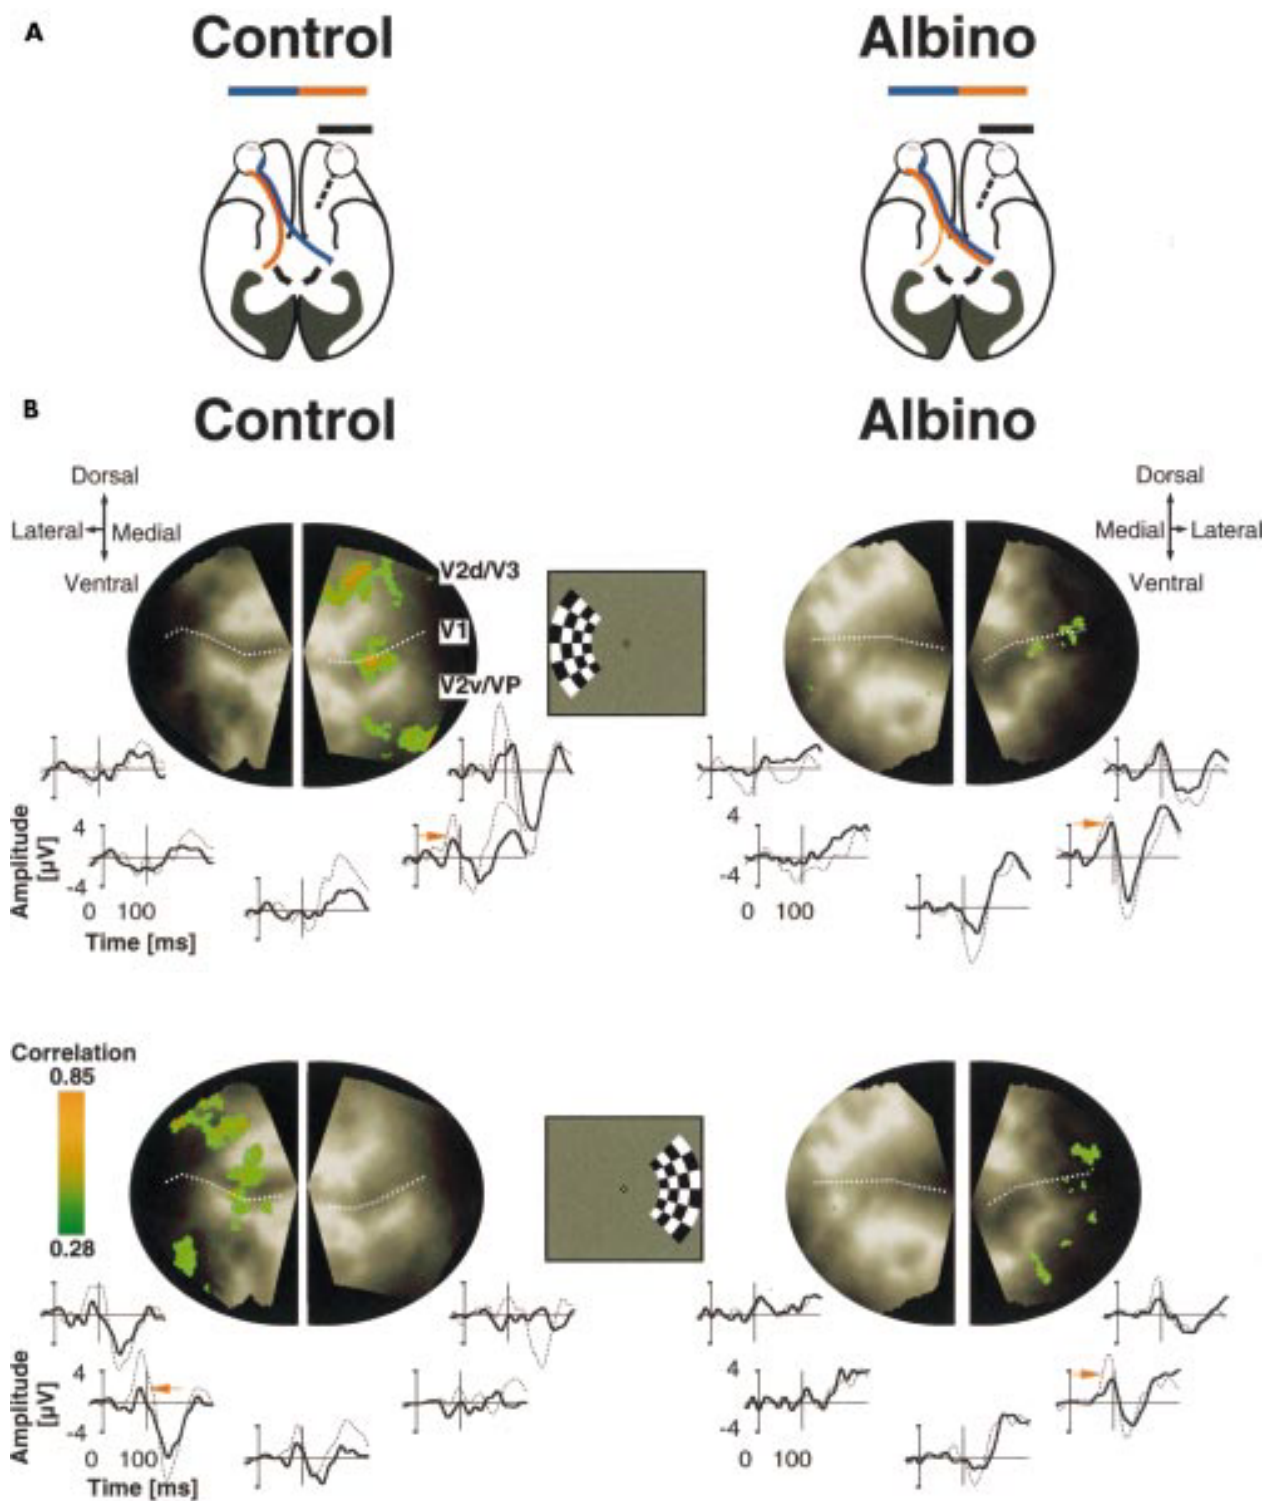 A
Control
Albino
B
Control
Albino
Dorsal
Lateral
Medial
Ventral
Dorsal
Medial
Lateral
Ventral
V2d/V3
V1
V2v/VP
Amplitude
[µV]
4
-4
0 100
Time [ms]
4
-4
0 100
Correlation
0.85
0.28
Amplitude
[µV]
4
-4
0 100
Time [ms]
4
-4
0 100